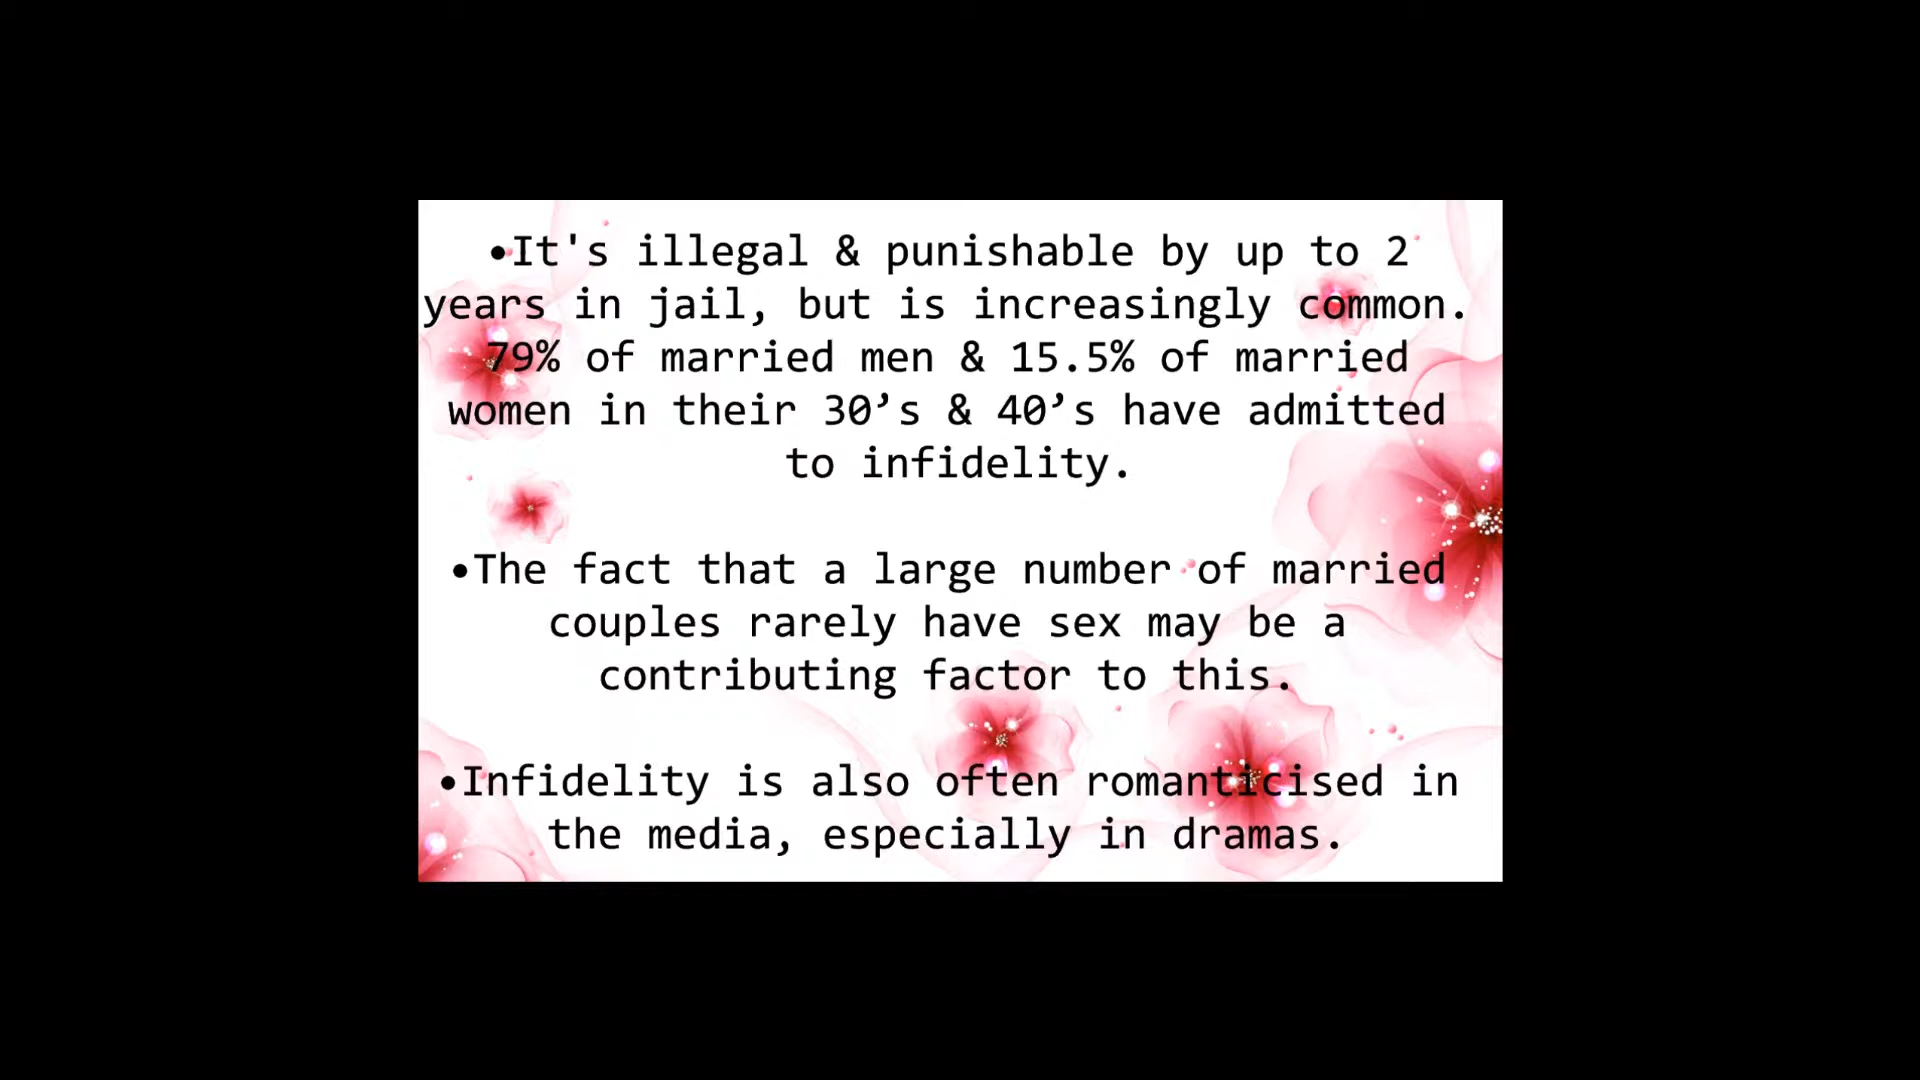 •It's illegal & punishable by up to 2
years in jail, but is increasingly common.
79% of married men & 15.5% of married
women in their 30’s & 40’s have admitted
to infidelity.
•The fact that a large number of married
couples rarely have sex may be a
contributing factor to this.
•Infidelity is also often romanticised in
the media, especially in dramas.